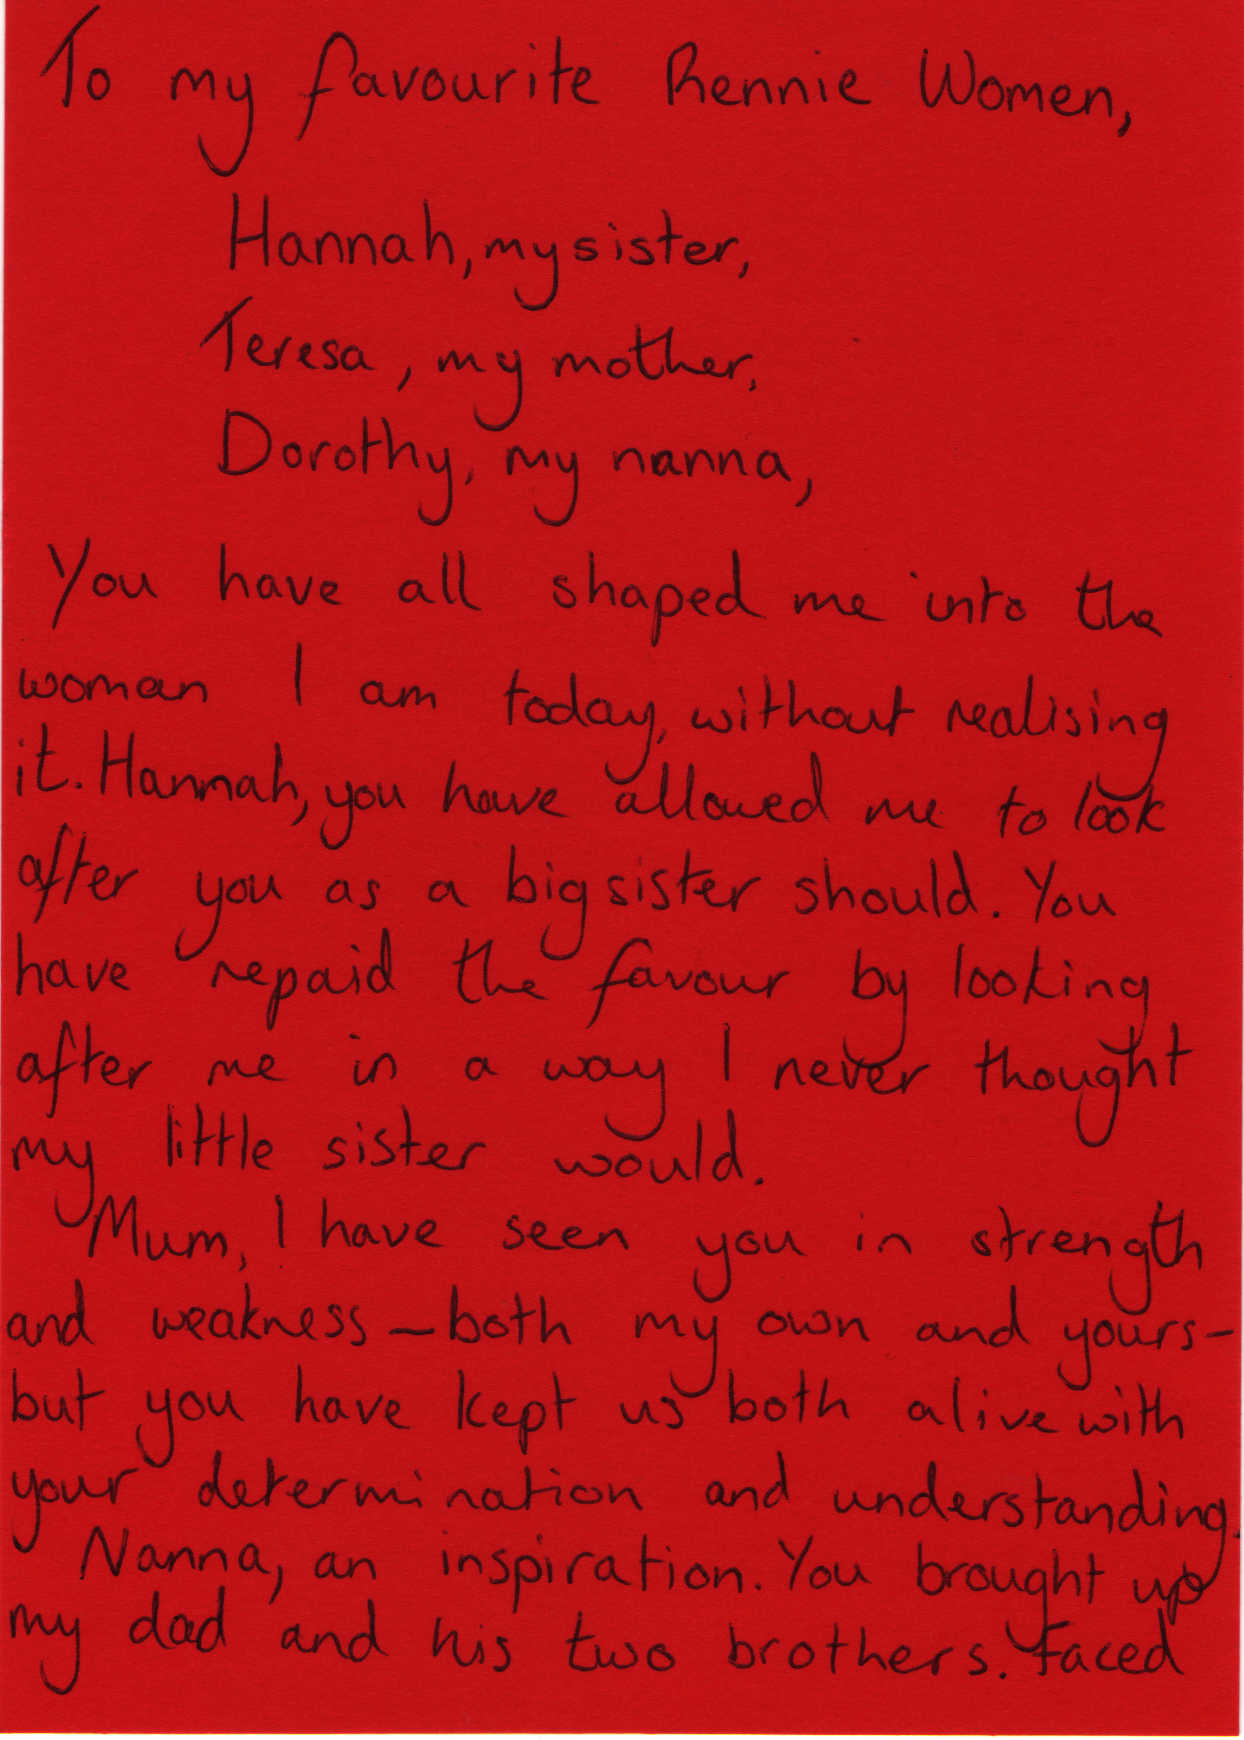 To my favourite Rennie Women,
Hannah, my sister,
Teresa, my mother,
Dorothy, my nanna,
You have all shaped me into the
woman I am today, without realising
it. Hannah, you have allowed me to look
after you as a big sister should. You
have repaid the favour by looking
after me in a way I never thought
my little sister would.
Mum, I have seen you in strength
and weakness - both my own and yours -
but you have kept us both alive with
your determination and understanding.
Nanna, an inspiration. You brought up
my dad and his two brothers. Faced